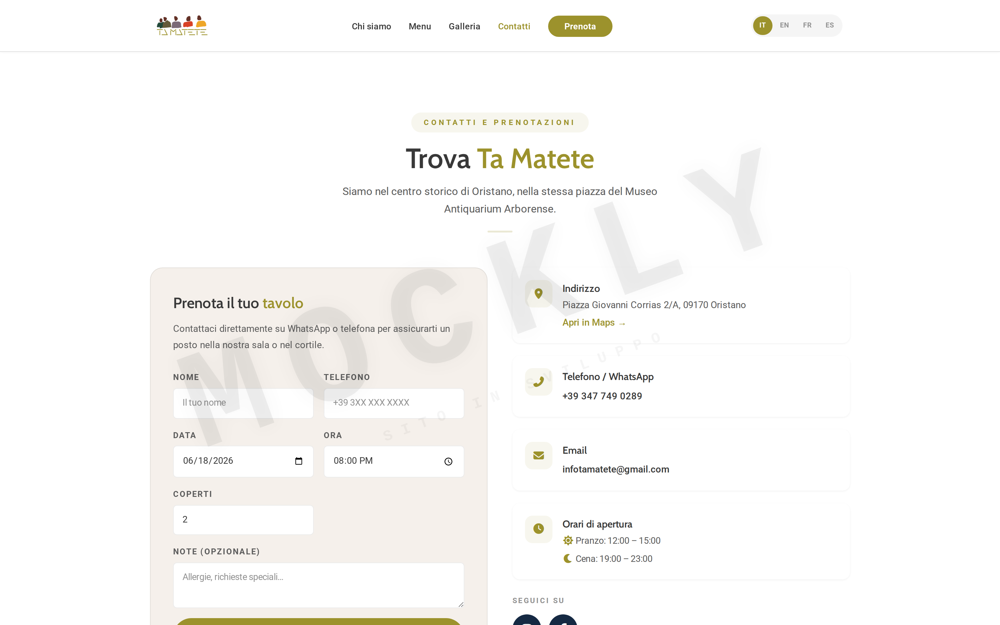 TA MATETE
Chi siamo
Menu
Galleria
Contatti
Prenota
IT
EN
FR
ES
CONTATTI E PRENOTAZIONI
Trova Ta Matete
Siamo nel centro storico di Oristano, nella stessa piazza del Museo
Antiquarium Arborense.
MOCKLY
SITO IN SVILUPPO
Prenota il tuo tavolo
Contattaci direttamente su WhatsApp o telefona per assicurarti un
posto nella nostra sala o nel cortile.
NOME
TELEFONO
Il tuo nome
+39 3XX XXX XXXX
DATA
ORA
06/18/2026
08:00 PM
COPERTI
2
NOTE (OPZIONALE)
Allergie, richieste speciali...
Indirizzo
Piazza Giovanni Corrias 2/A, 09170 Oristano
Apri in Maps →
Telefono / WhatsApp
+39 347 749 0289
Email
infotamatete@gmail.com
Orari di apertura
Pranzo: 12:00 – 15:00
Cena: 19:00 – 23:00
SEGUICI SU